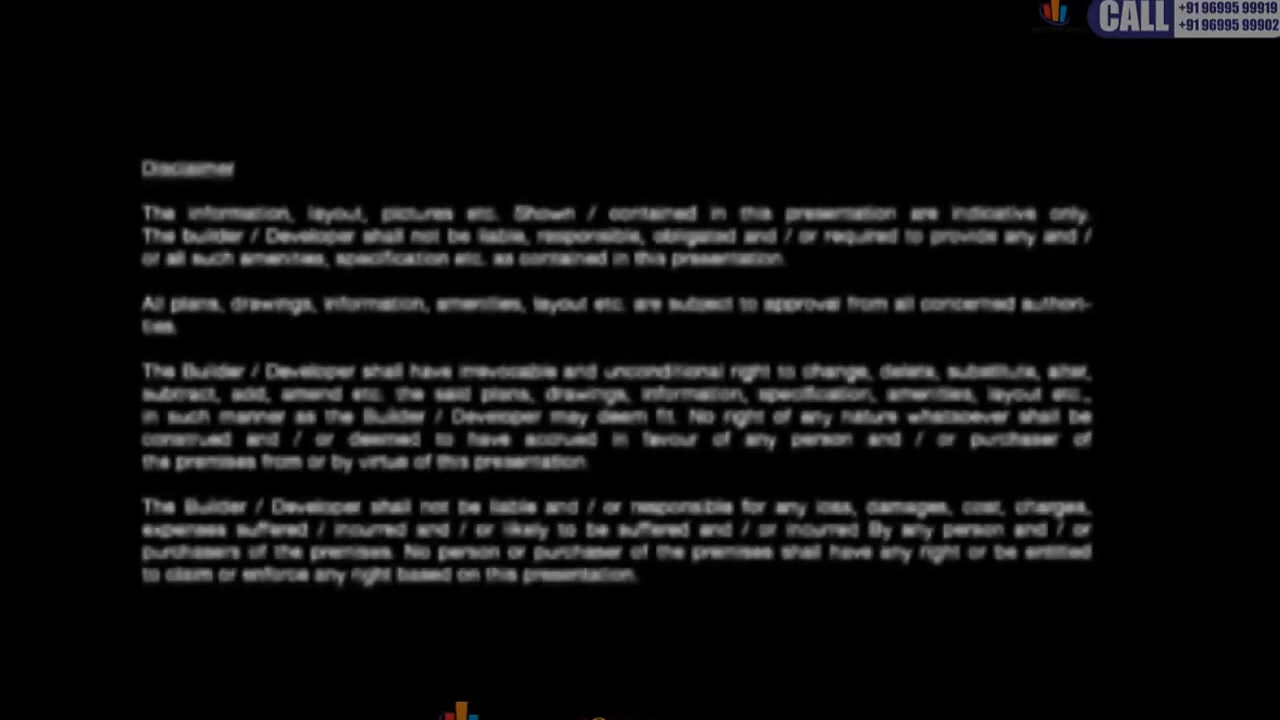 CALL
+91 96995 99919
+91 96995 99902
Disclaimer
The information, layout, pictures etc. Shown / contained in this presentation are indicative only.
The builder / Developer shall not be liable, responsible, obligated and / or required to provide any and /
or all such amenities, specification etc. as contained in this presentation.
All plans, drawings, information, amenities, layout etc. are subject to approval from all concerned authori-
ties.
The Builder / Developer shall have irrevocable and unconditional right to change, delete, substitute, alter,
subtract, add, amend etc. the said plans, drawings, information, specification, amenities, layout etc.,
in such manner as the Builder / Developer may deem fit. No right of any nature whatsoever shall be
construed and / or deemed to have accrued in favour of any person and / or purchaser of
the premises from or by virtue of this presentation.
The Builder / Developer shall not be liable and / or responsible for any loss, damages, cost, charges,
expenses suffered / incurred and / or likely to be suffered and / or incurred By any person and / or
purchasers of the premises. No person or purchaser of the premises shall have any right or be entitled
to claim or enforce any right based on this presentation.